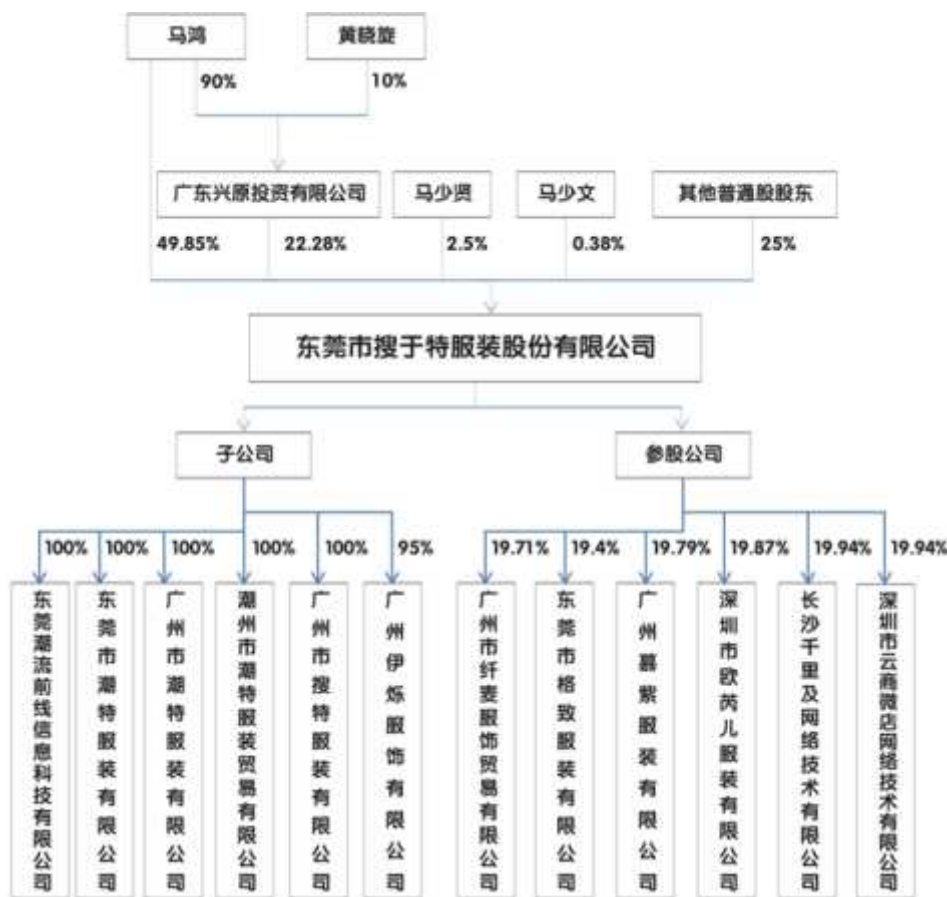 马鸿
黄晓旋
90%
10%
广东兴原投资有限公司
马少贤
马少文
其他普通股股东
49.85%
22.28%
2.5%
0.38%
25%
东莞市搜于特服装股份有限公司
子公司
参股公司
100%
100%
100%
100%
100%
95%
19.71%
19.4%
19.79%
19.87%
19.94%
19.94%
东莞潮流前线信息科技有限公司
东莞市潮特服装有限公司
广州市潮特服装有限公司
潮州市潮特服装贸易有限公司
广州市搜特服装有限公司
广州伊烁服饰有限公司
广州市纤麦服饰贸易有限公司
东莞市格致服装有限公司
广州慕紫服装有限公司
深圳市欧芮儿服装有限公司
长沙千里及网络技术有限公司
深圳市云商微店网络技术有限公司